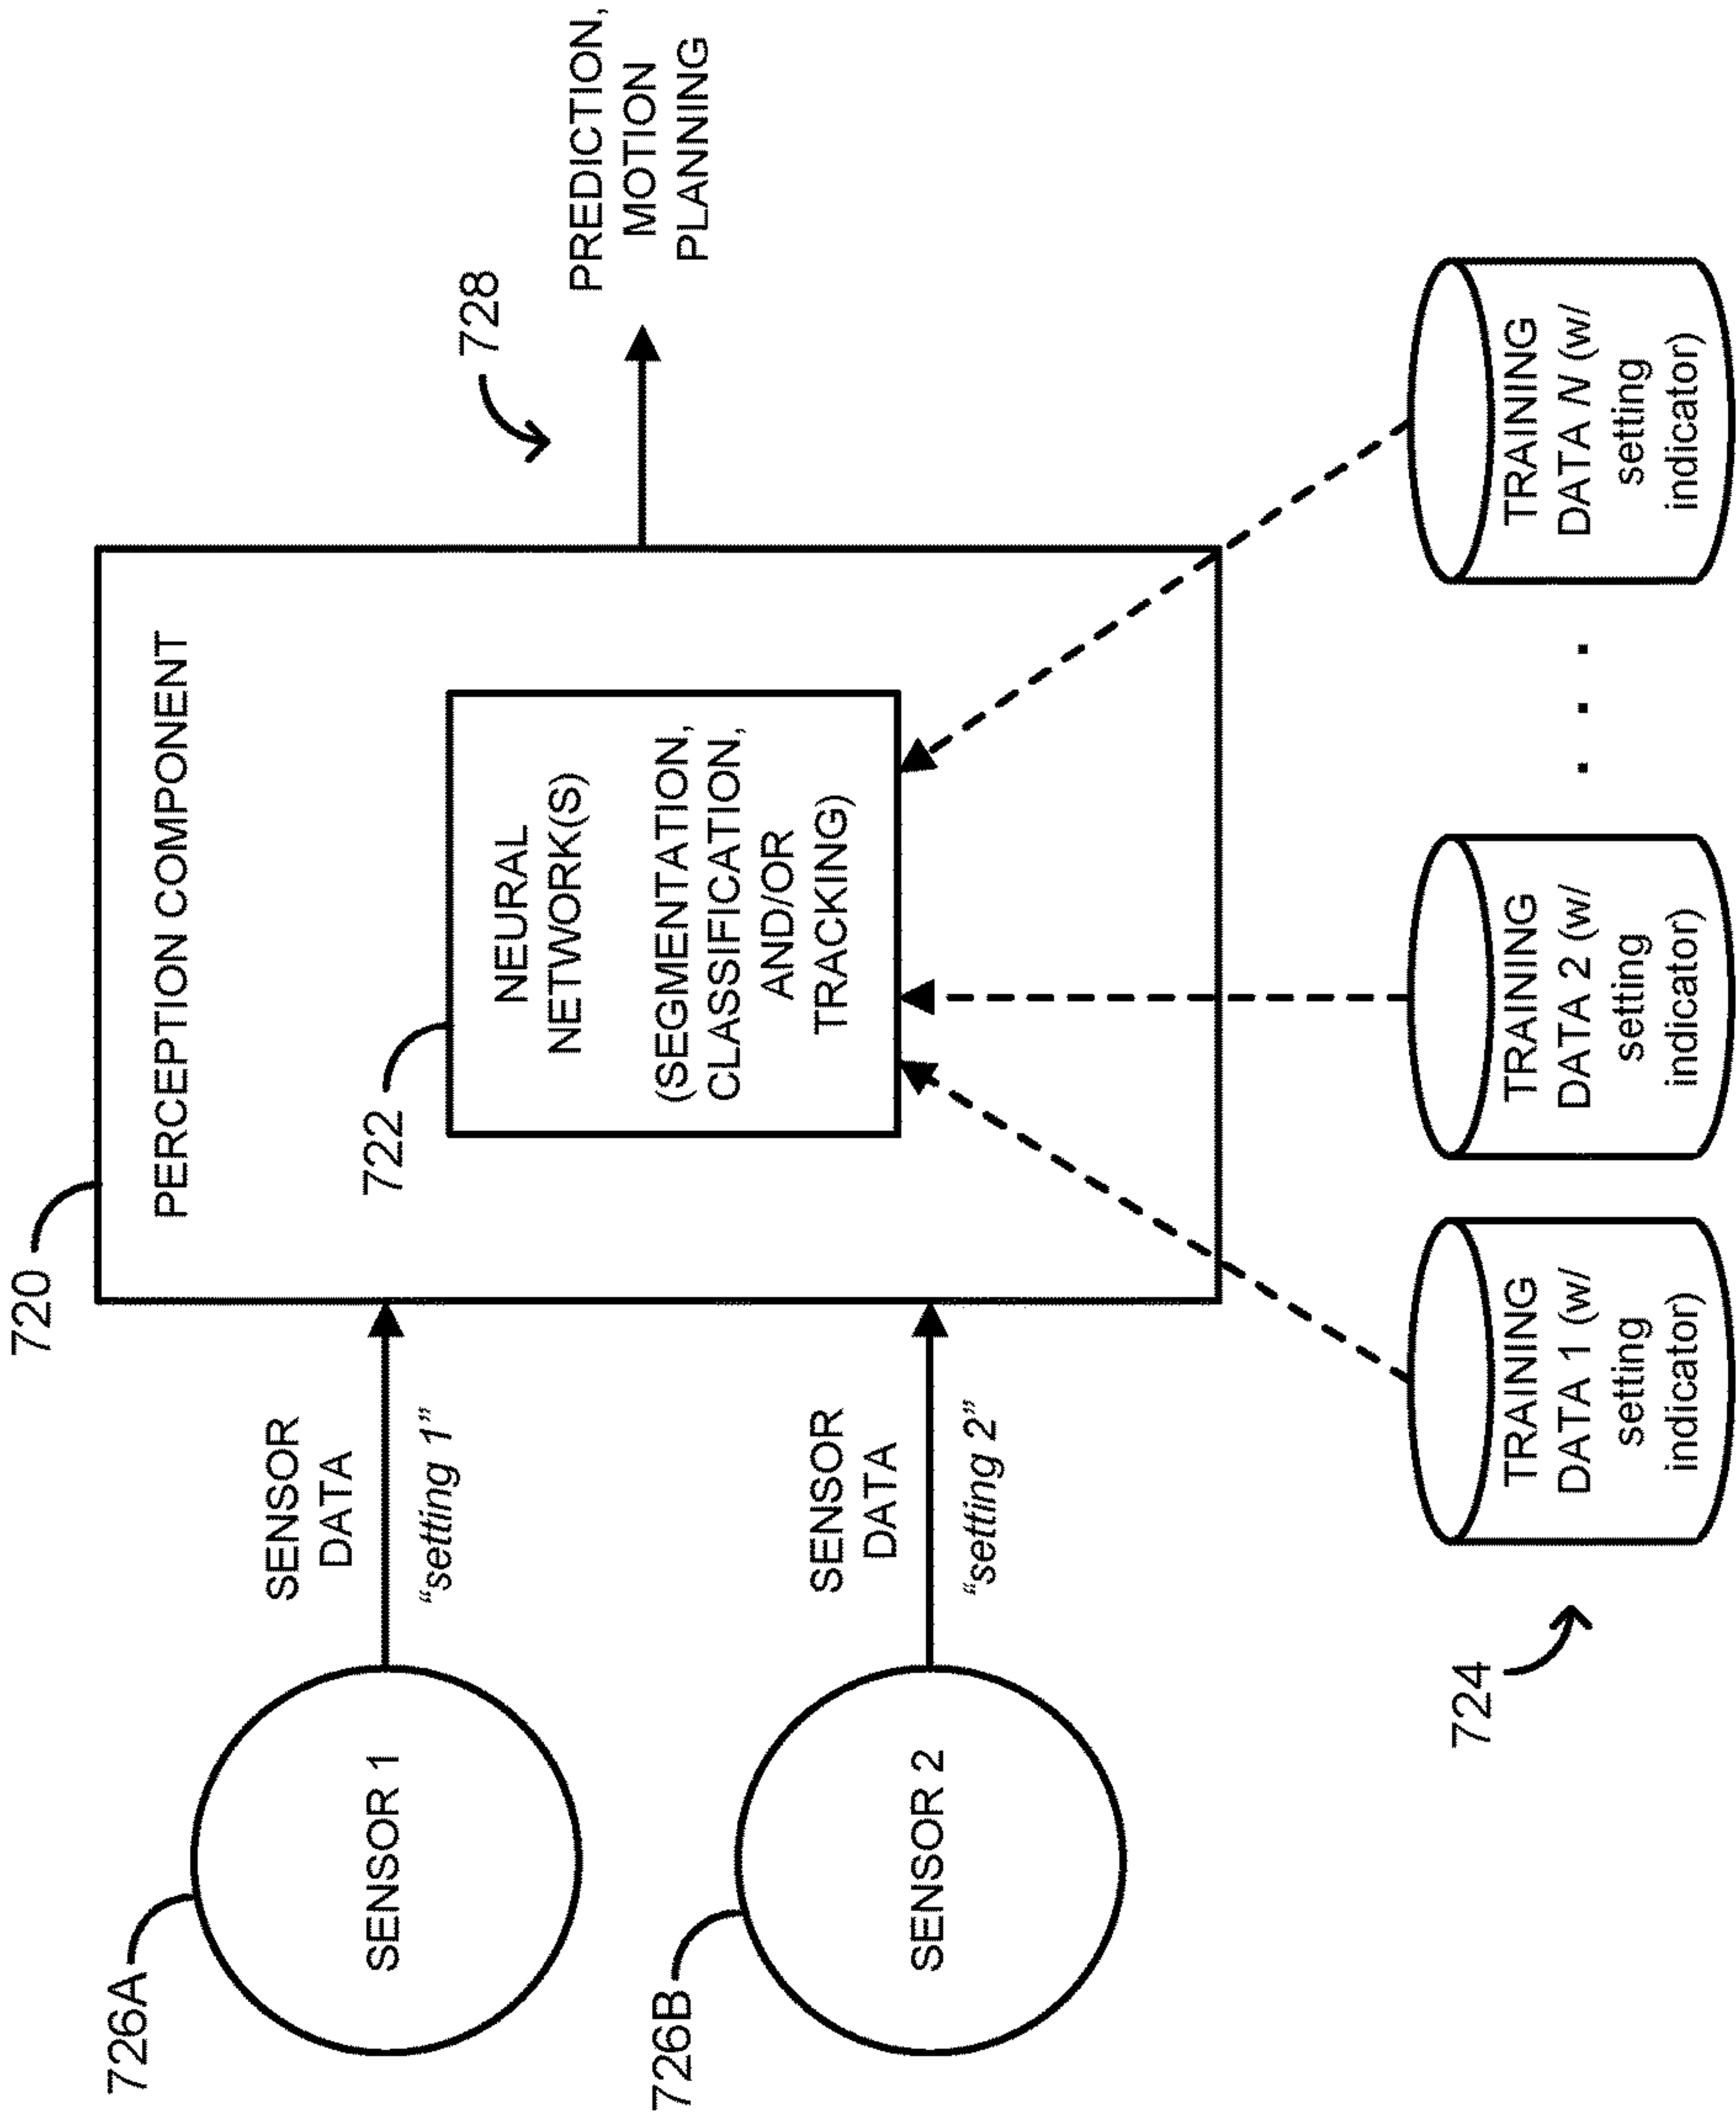 720
PERCEPTION COMPONENT
726A
SENSOR 1
SENSOR
DATA
“setting 1”
722
NEURAL
NETWORK(S)
(SEGMENTATION,
CLASSIFICATION,
AND/OR
TRACKING)
728
PREDICTION,
MOTION
PLANNING
726B
SENSOR 2
SENSOR
DATA
“setting 2”
724
TRAINING
DATA 1 (w/
setting
indicator)
TRAINING
DATA 2 (w/
setting
indicator)
. . .
TRAINING
DATA N (w/
setting
indicator)